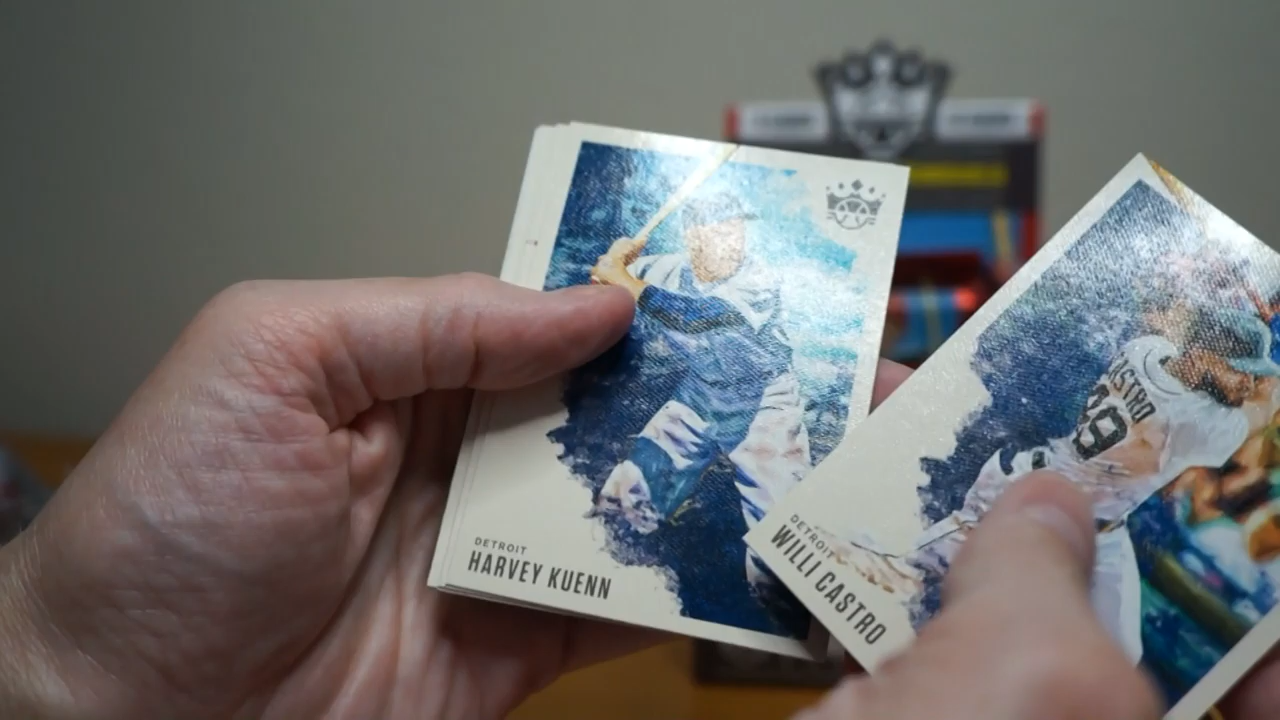 DETROIT
HARVEY KUENN
DETROIT
WILLI CASTRO
CASTRO
49